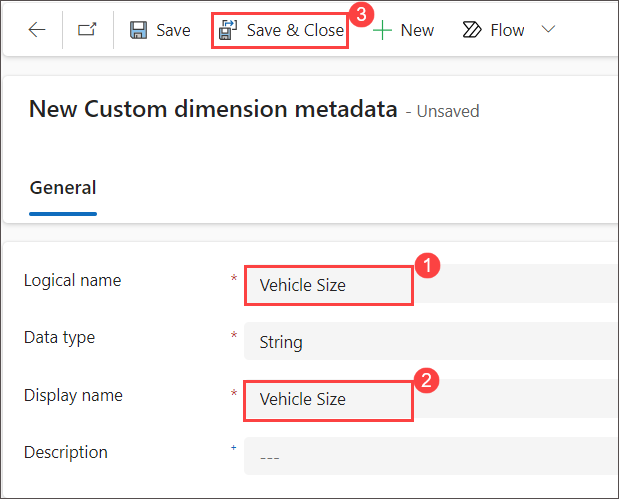 Save Save & Close 3 New Flow
New Custom dimension metadata - Unsaved
General
Logical name * Vehicle Size 1
Data type * String
Display name * Vehicle Size 2
Description + ---